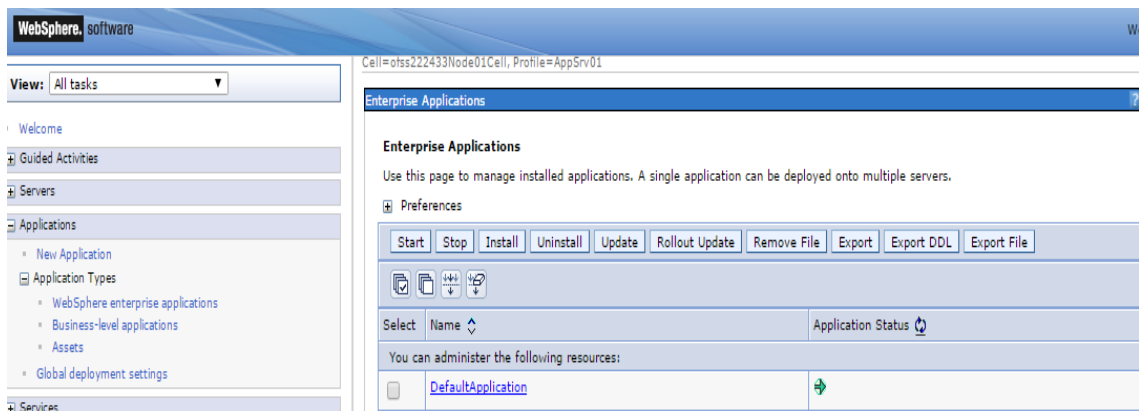 WebSphere. software
We
View: All tasks
Welcome
Guided Activities
Servers
Applications
New Application
Application Types
WebSphere enterprise applications
Business-level applications
Assets
Global deployment settings
Services
Cell=ofss222433Node01Cell, Profile=AppSrv01
Enterprise Applications
?
Enterprise Applications
Use this page to manage installed applications. A single application can be deployed onto multiple servers.
Preferences
Start Stop Install Uninstall Update Rollout Update Remove File Export Export DDL Export File
Select Name Application Status
You can administer the following resources:
DefaultApplication